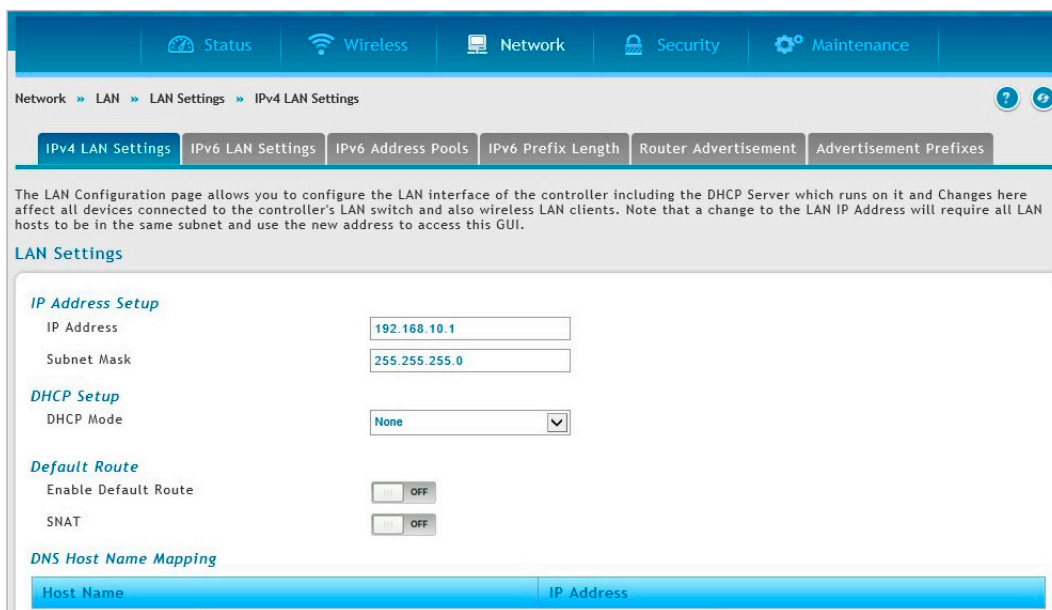 Status Wireless Network Security Maintenance
Network » LAN » LAN Settings » IPv4 LAN Settings
IPv4 LAN Settings IPv6 LAN Settings IPv6 Address Pools IPv6 Prefix Length Router Advertisement Advertisement Prefixes
The LAN Configuration page allows you to configure the LAN interface of the controller including the DHCP Server which runs on it and Changes here
affect all devices connected to the controller's LAN switch and also wireless LAN clients. Note that a change to the LAN IP Address will require all LAN
hosts to be in the same subnet and use the new address to access this GUI.
LAN Settings
IP Address Setup
IP Address 192.168.10.1
Subnet Mask 255.255.255.0
DHCP Setup
DHCP Mode None
Default Route
Enable Default Route OFF
SNAT OFF
DNS Host Name Mapping
Host Name IP Address